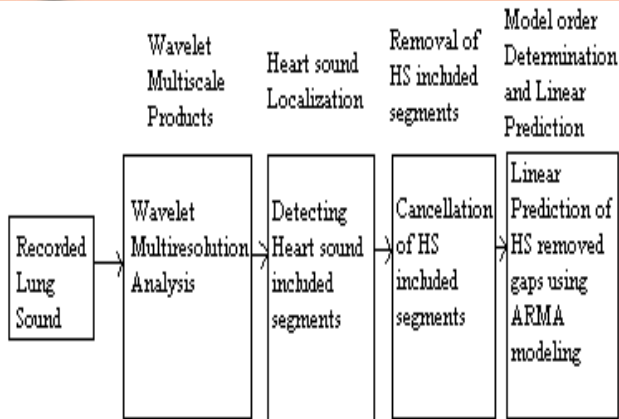 Wavelet
Multiscale
Products
Heart sound
Localization
Removal of
HS included
segments
Model order
Determination
and Linear
Prediction
Recorded
Lung
Sound
Wavelet
Multiresolution
Analysis
Detecting
Heart sound
included
segments
Cancellation
of HS
included
segments
Linear
Prediction of
HS removed
gaps using
ARMA
modeling